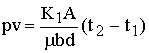 pv = K₁A / μbd (t₂ − t₁)